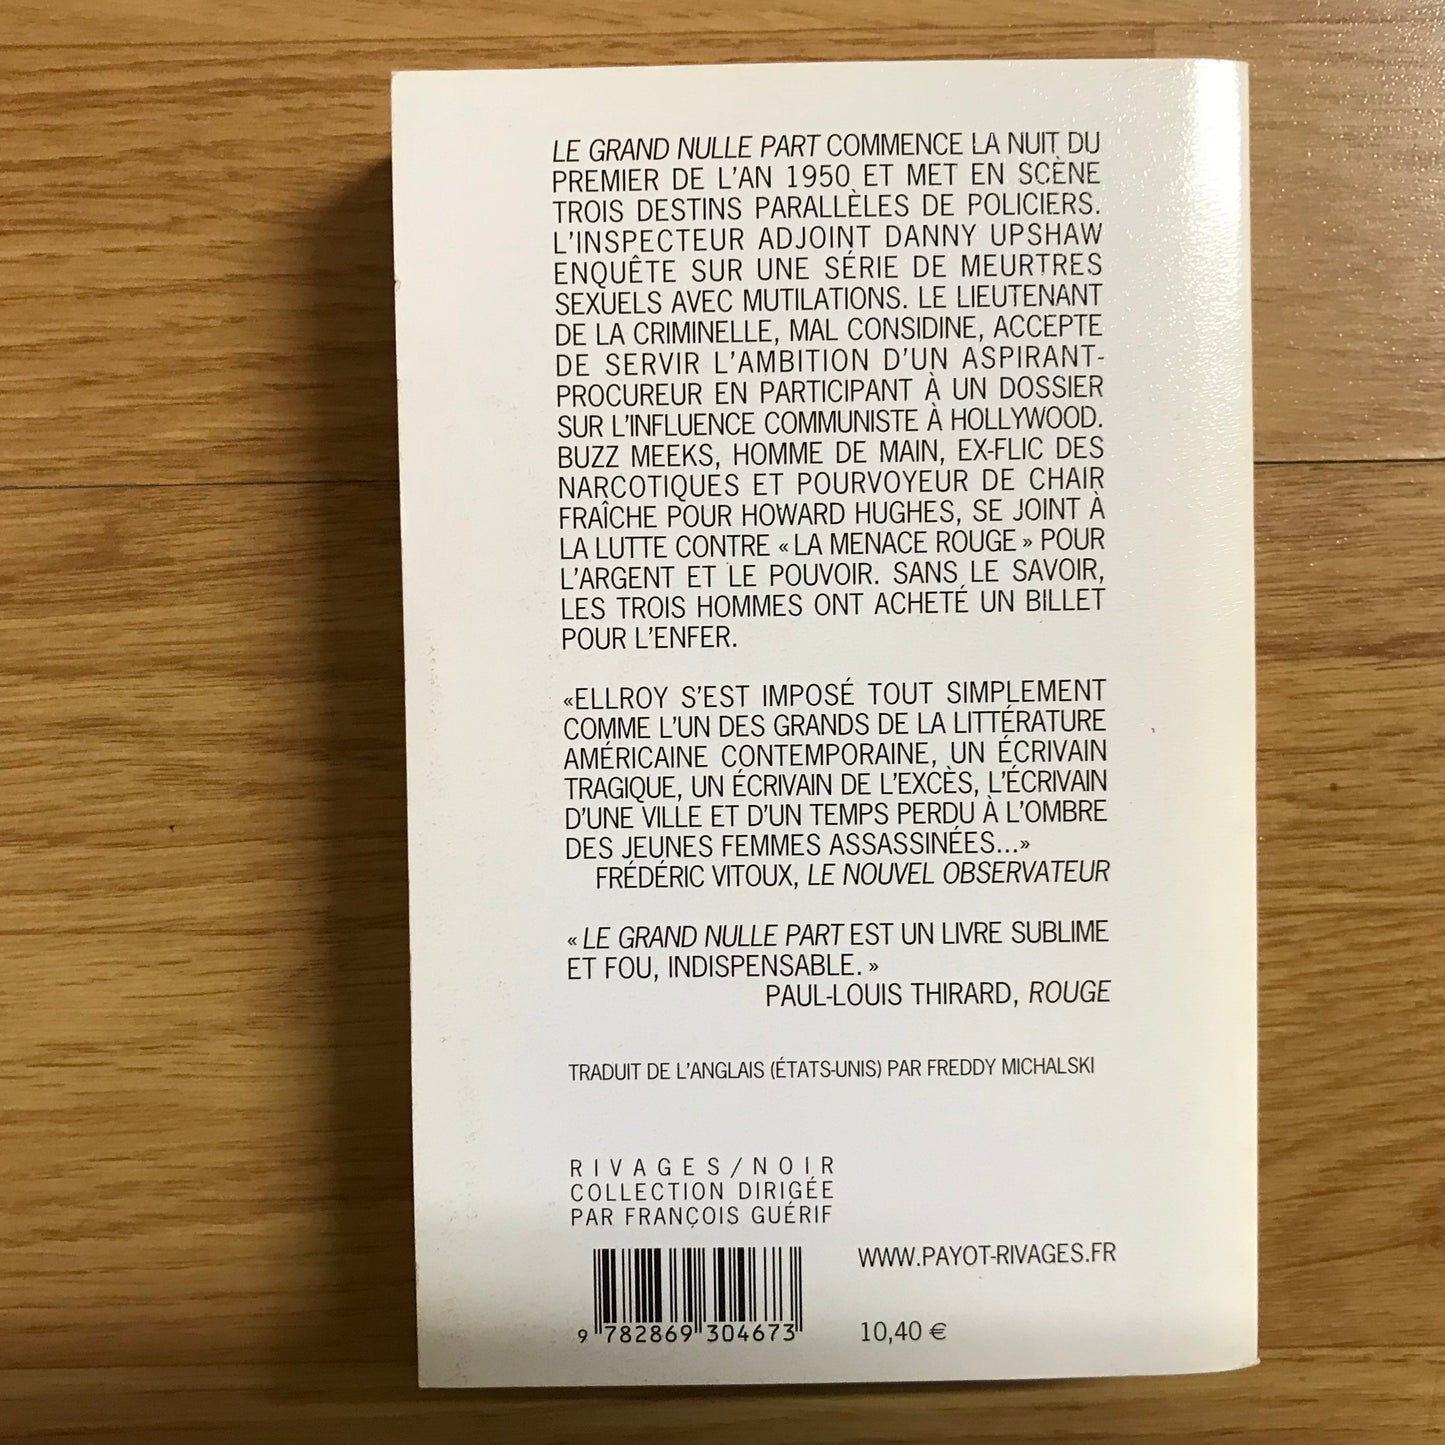 LE GRAND NULLE PART COMMENCE LA NUIT DU
PREMIER DE L'AN 1950 ET MET EN SCÈNE
TROIS DESTINS PARALLÈLES DE POLICIERS.
L'INSPECTEUR ADJOINT DANNY UPSHAW
ENQUÊTE SUR UNE SÉRIE DE MEURTRES
SEXUELS AVEC MUTILATIONS. LE LIEUTENANT
DE LA CRIMINELLE, MAL CONSIDINE, ACCEPTE
DE SERVIR L'AMBITION D'UN ASPIRANT-
PROCUREUR EN PARTICIPANT À UN DOSSIER
SUR L'INFLUENCE COMMUNISTE À HOLLYWOOD.
BUZZ MEEKS, HOMME DE MAIN, EX-FLIC DES
NARCOTIQUES ET POURVOYEUR DE CHAIR
FRAÎCHE POUR HOWARD HUGHES, SE JOINT À
LA LUTTE CONTRE « LA MENACE ROUGE » POUR
L'ARGENT ET LE POUVOIR. SANS LE SAVOIR,
LES TROIS HOMMES ONT ACHETÉ UN BILLET
POUR L'ENFER.
«ELLROY S'EST IMPOSÉ TOUT SIMPLEMENT
COMME L'UN DES GRANDS DE LA LITTÉRATURE
AMÉRICAINE CONTEMPORAINE, UN ÉCRIVAIN
TRAGIQUE, UN ÉCRIVAIN DE L'EXCÈS, L'ÉCRIVAIN
D'UNE VILLE ET D'UN TEMPS PERDU À L'OMBRE
DES JEUNES FEMMES ASSASSINÉES...»
FRÉDÉRIC VITOUX, LE NOUVEL OBSERVATEUR
« LE GRAND NULLE PART EST UN LIVRE SUBLIME
ET FOU, INDISPENSABLE. »
PAUL-LOUIS THIRARD, ROUGE
TRADUIT DE L'ANGLAIS (ÉTATS-UNIS) PAR FREDDY MICHALSKI
RIVAGES/NOIR
COLLECTION DIRIGÉE
PAR FRANÇOIS GUÉRIF
WWW.PAYOT-RIVAGES.FR
9 782869 304673
10,40 €